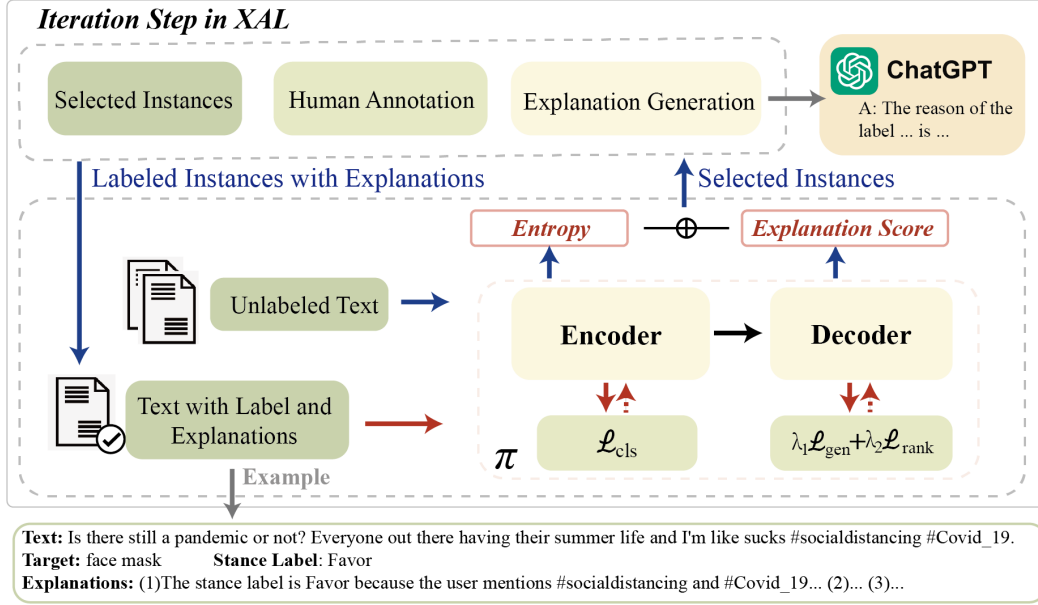 Iteration Step in XAL
Selected Instances
Human Annotation
Explanation Generation
ChatGPT
A: The reason of the
label ... is ...
Labeled Instances with Explanations
Selected Instances
Entropy
Explanation Score
Unlabeled Text
Encoder
Decoder
Text with Label and
Explanations
ℒcls
λ1ℒgen+λ2ℒrank
π
Example
Text: Is there still a pandemic or not? Everyone out there having their summer life and I'm like sucks #socialdistancing #Covid_19.
Target: face mask Stance Label: Favor
Explanations: (1)The stance label is Favor because the user mentions #socialdistancing and #Covid_19... (2)... (3)...